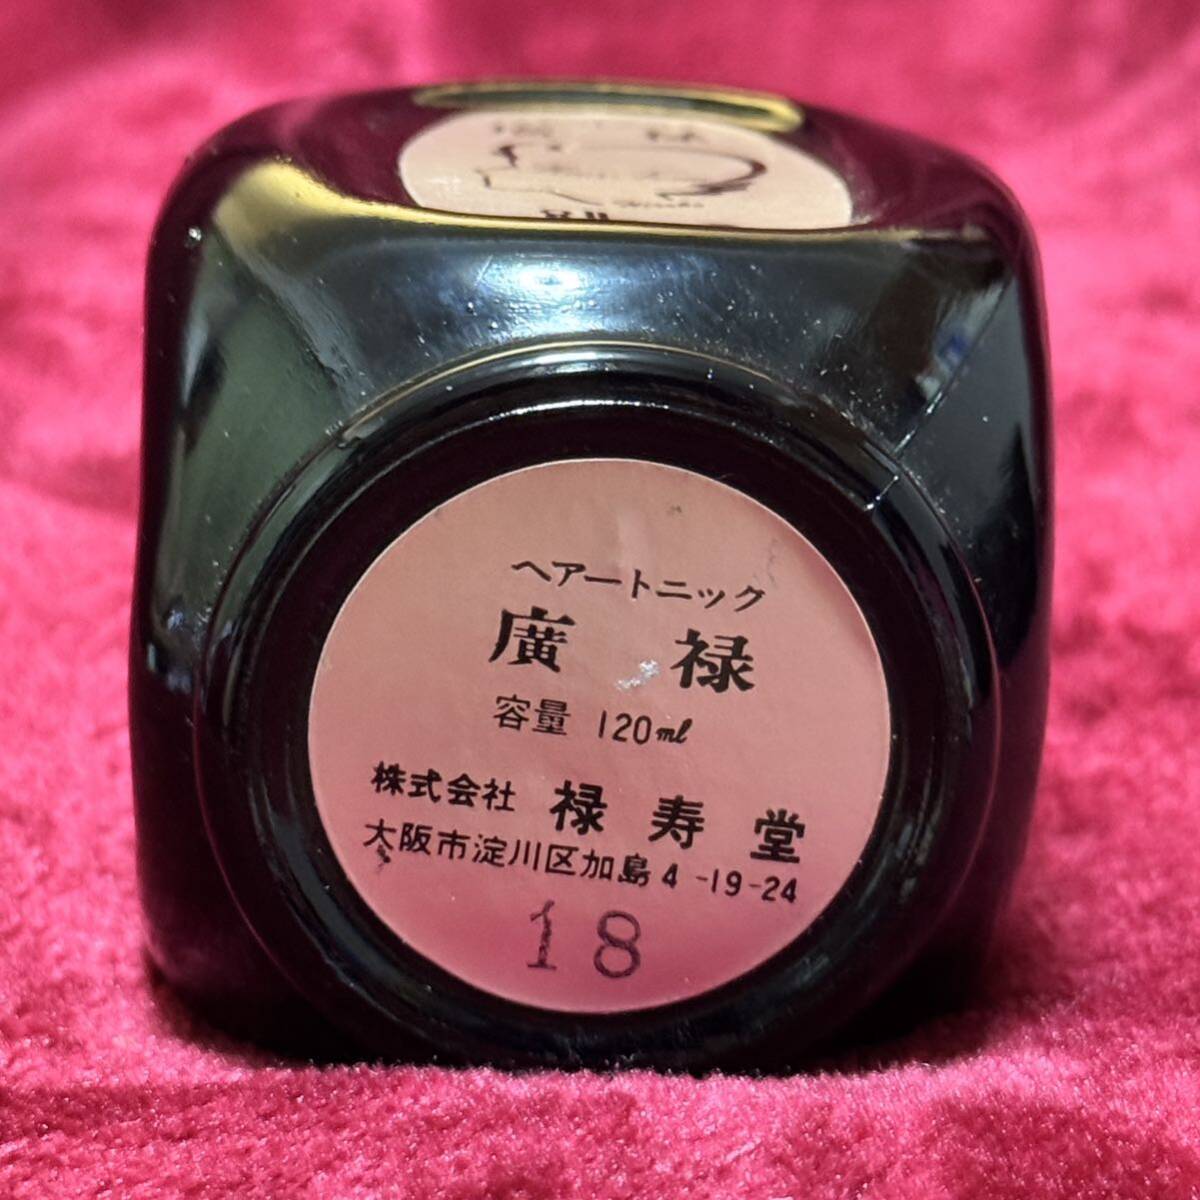 ヘアートニック
廣禄
容量 120ml
株式会社 禄寿堂
大阪市淀川区加島4-19-24
18